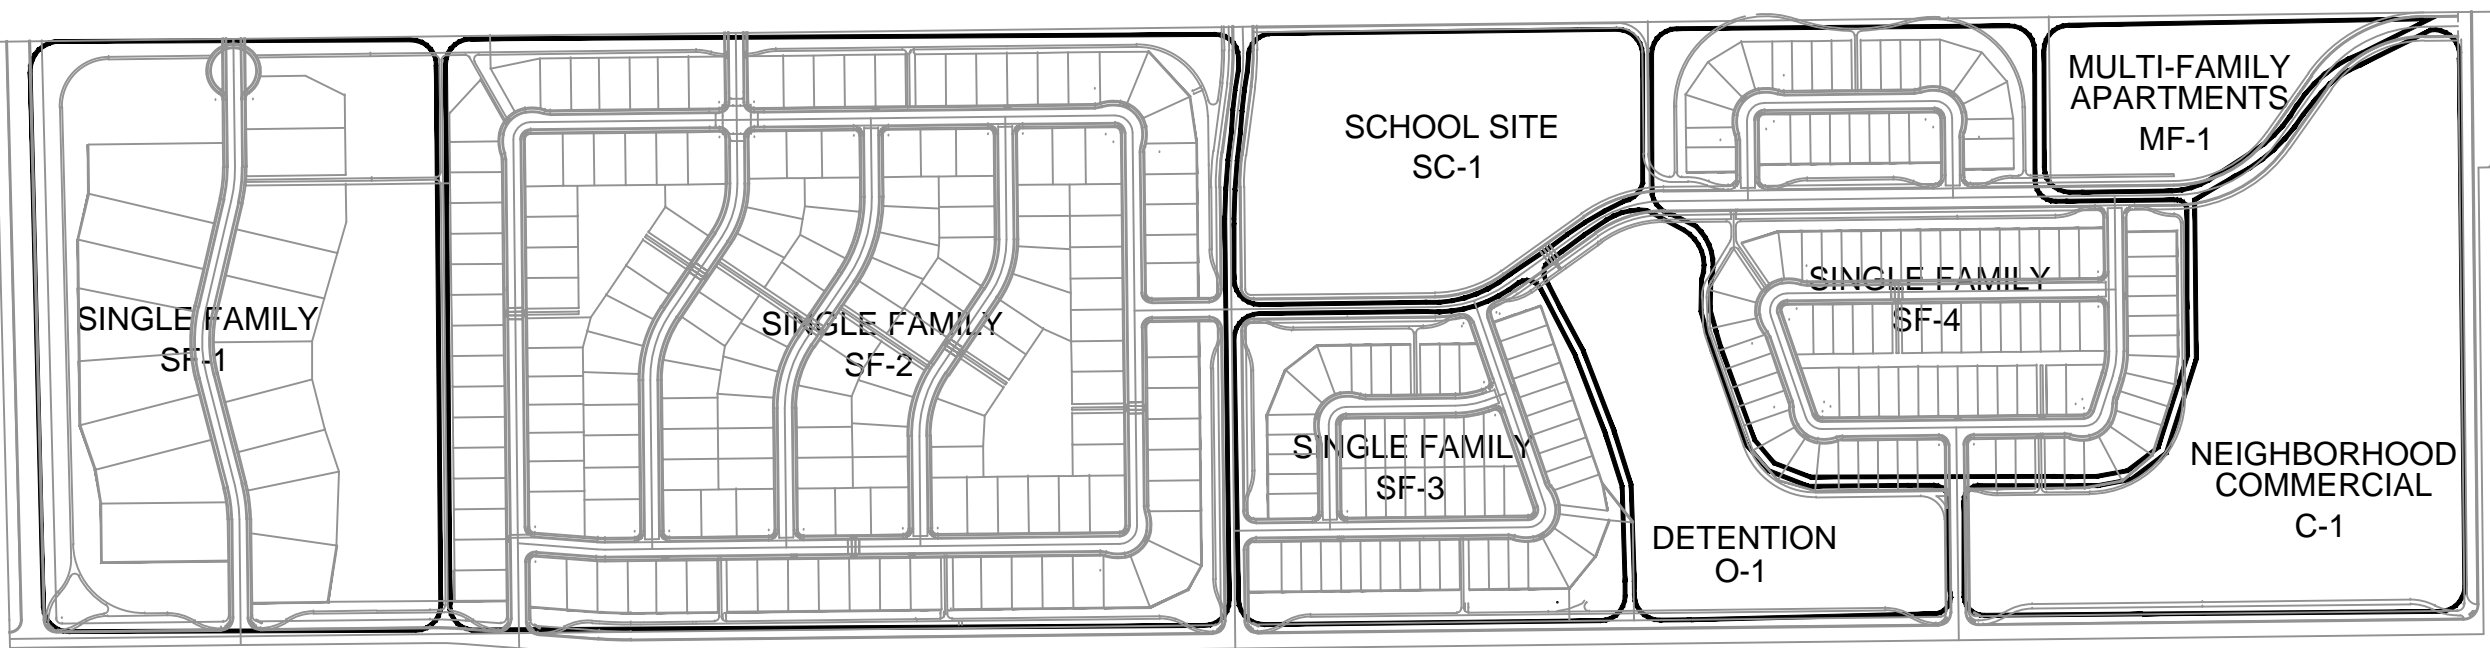 SINGLE FAMILY
SF-1
SINGLE FAMILY
SF-2
SCHOOL SITE
SC-1
SINGLE FAMILY
SF-3
DETENTION
O-1
SINGLE FAMILY
SF-4
MULTI-FAMILY
APARTMENTS
MF-1
NEIGHBORHOOD
COMMERCIAL
C-1